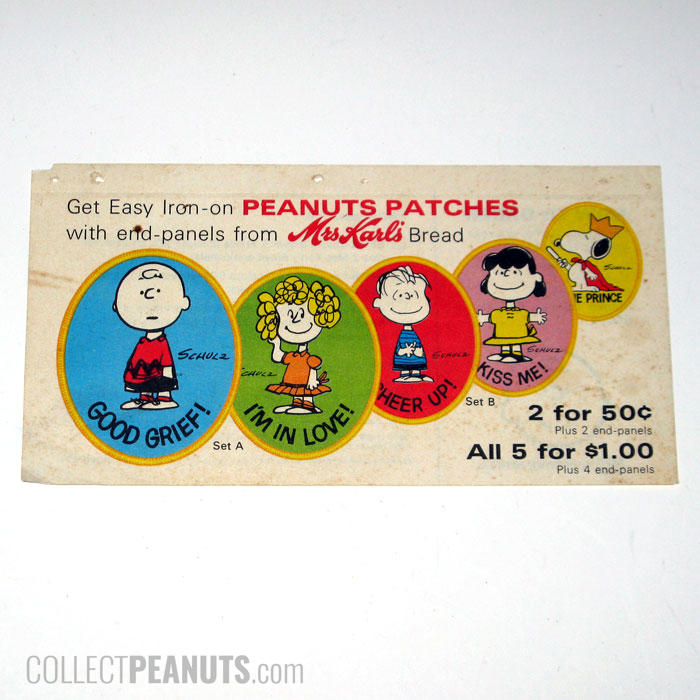 Get Easy Iron-on PEANUTS PATCHES
with end-panels from Mrs Karl's Bread
SCHULZ
GOOD GRIEF!
Set A
SCHULZ
I'M IN LOVE!
SCHULZ
CHEER UP!
Set B
SCHULZ
KISS ME!
SCHULZ
PRINCE
2 for 50¢
Plus 2 end-panels
All 5 for $1.00
Plus 4 end-panels
COLLECTPEANUTS.com